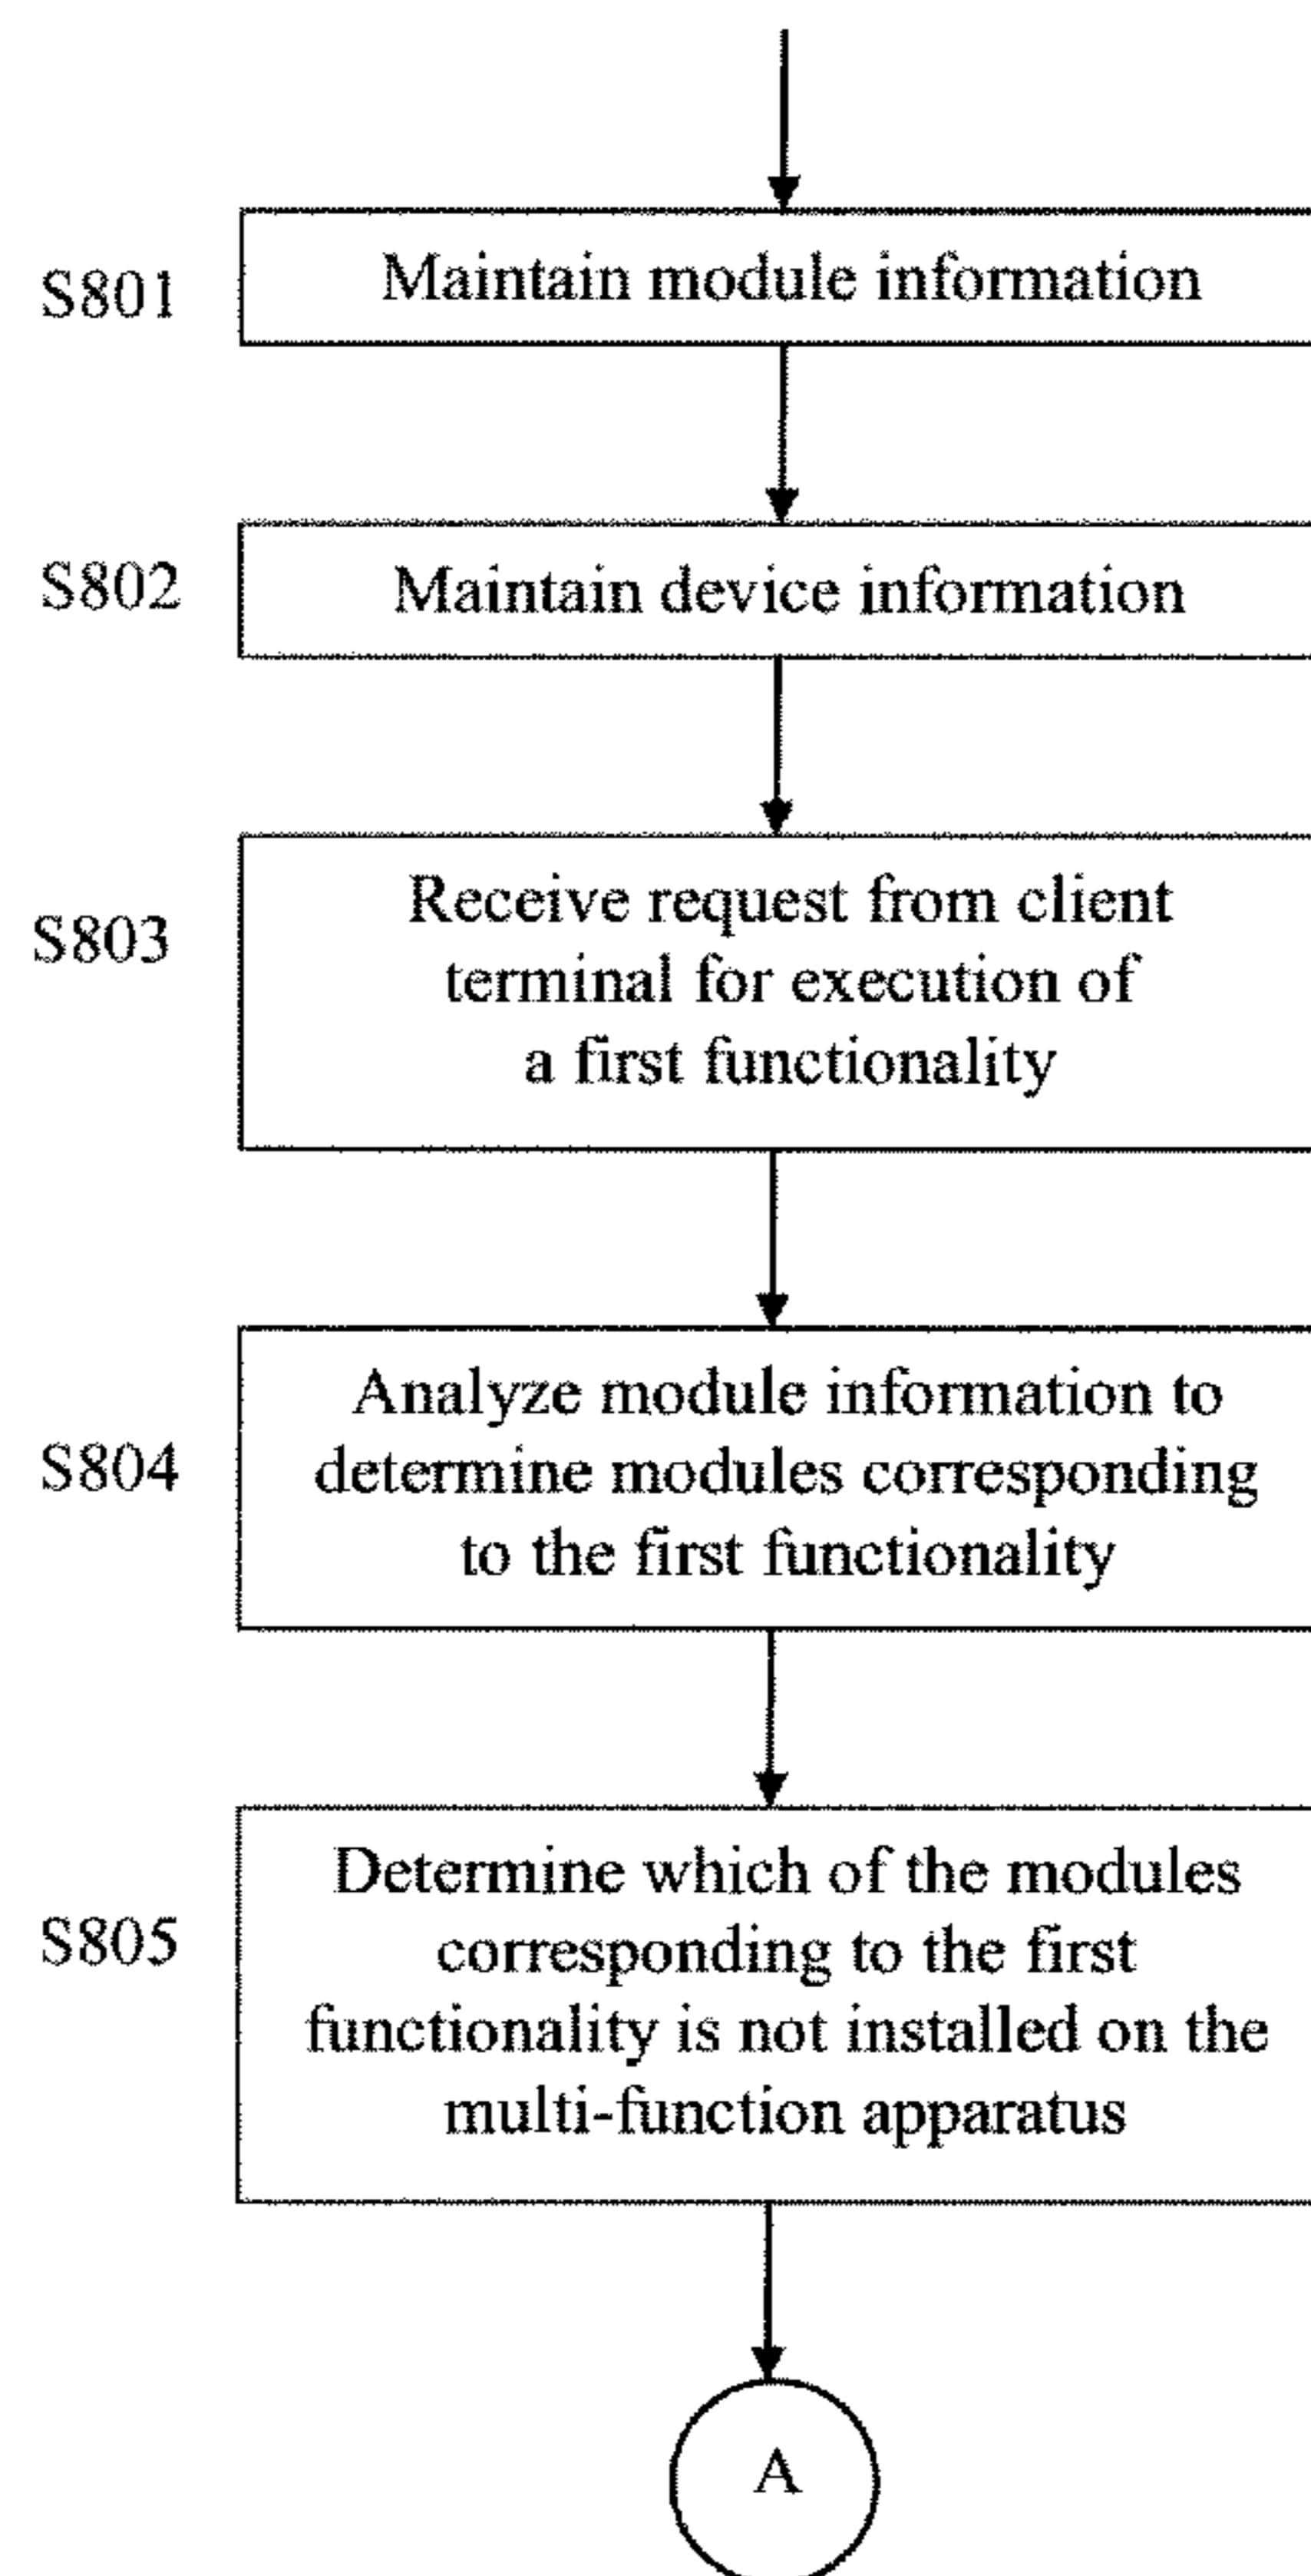 S801
Maintain module information
S802
Maintain device information
S803
Receive request from client
terminal for execution of
a first functionality
S804
Analyze module information to
determine modules corresponding
to the first functionality
S805
Determine which of the modules
corresponding to the first
functionality is not installed on the
multi-function apparatus
A